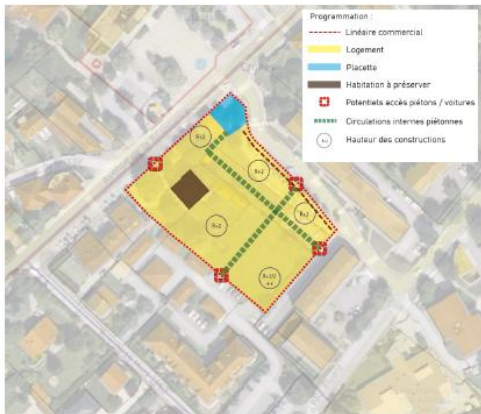 Programmation :
Linéaire commercial
Logement
Placette
Habitation à préserver
Potentiels accès piétons / voitures
Circulations internes piétonnes
Hauteur des constructions
R+2
R+2
R+2
R+2